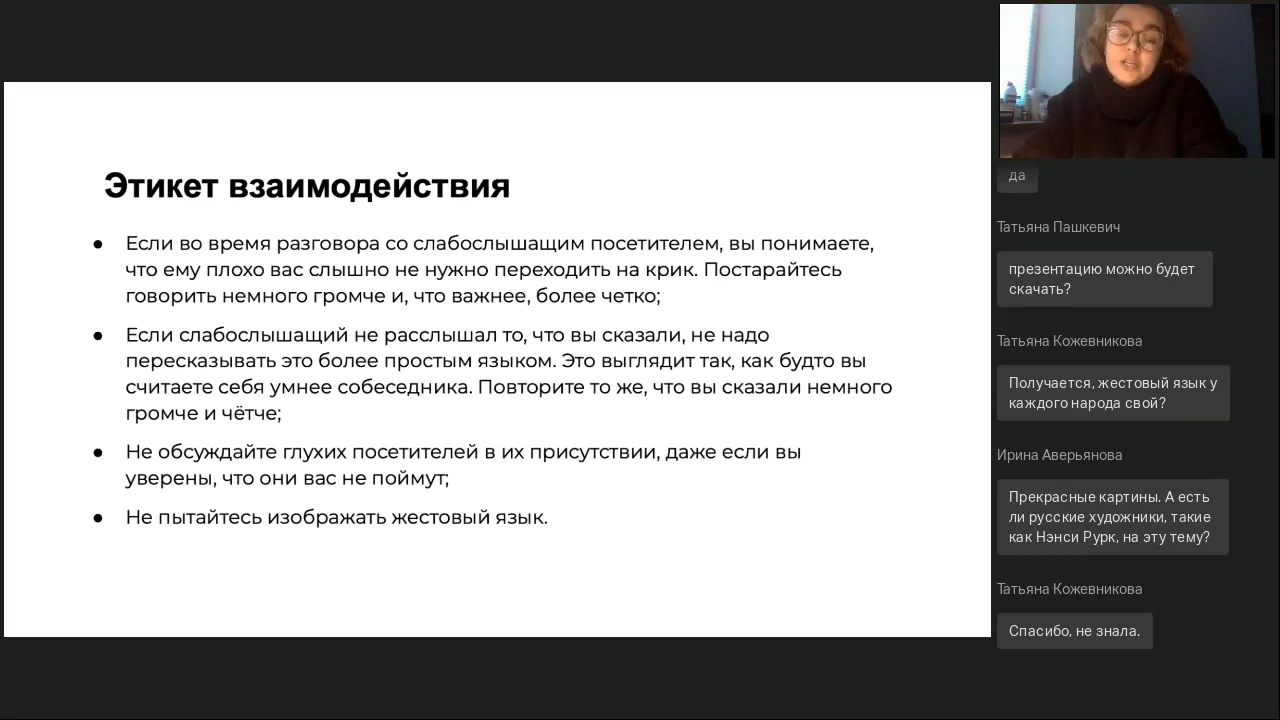 Этикет взаимодействия
● Если во время разговора со слабослышащим посетителем, вы понимаете,
что ему плохо вас слышно не нужно переходить на крик. Постарайтесь
говорить немного громче и, что важнее, более четко;
● Если слабослышащий не расслышал то, что вы сказали, не надо
пересказывать это более простым языком. Это выглядит так, как будто вы
считаете себя умнее собеседника. Повторите то же, что вы сказали немного
громче и чётче;
● Не обсуждайте глухих посетителей в их присутствии, даже если вы
уверены, что они вас не поймут;
● Не пытайтесь изображать жестовый язык.
да
Татьяна Пашкевич
презентацию можно будет
скачать?
Татьяна Кожевникова
Получается, жестовый язык у
каждого народа свой?
Ирина Аверьянова
Прекрасные картины. А есть
ли русские художники, такие
как Нэнси Рурк, на эту тему?
Татьяна Кожевникова
Спасибо, не знала.